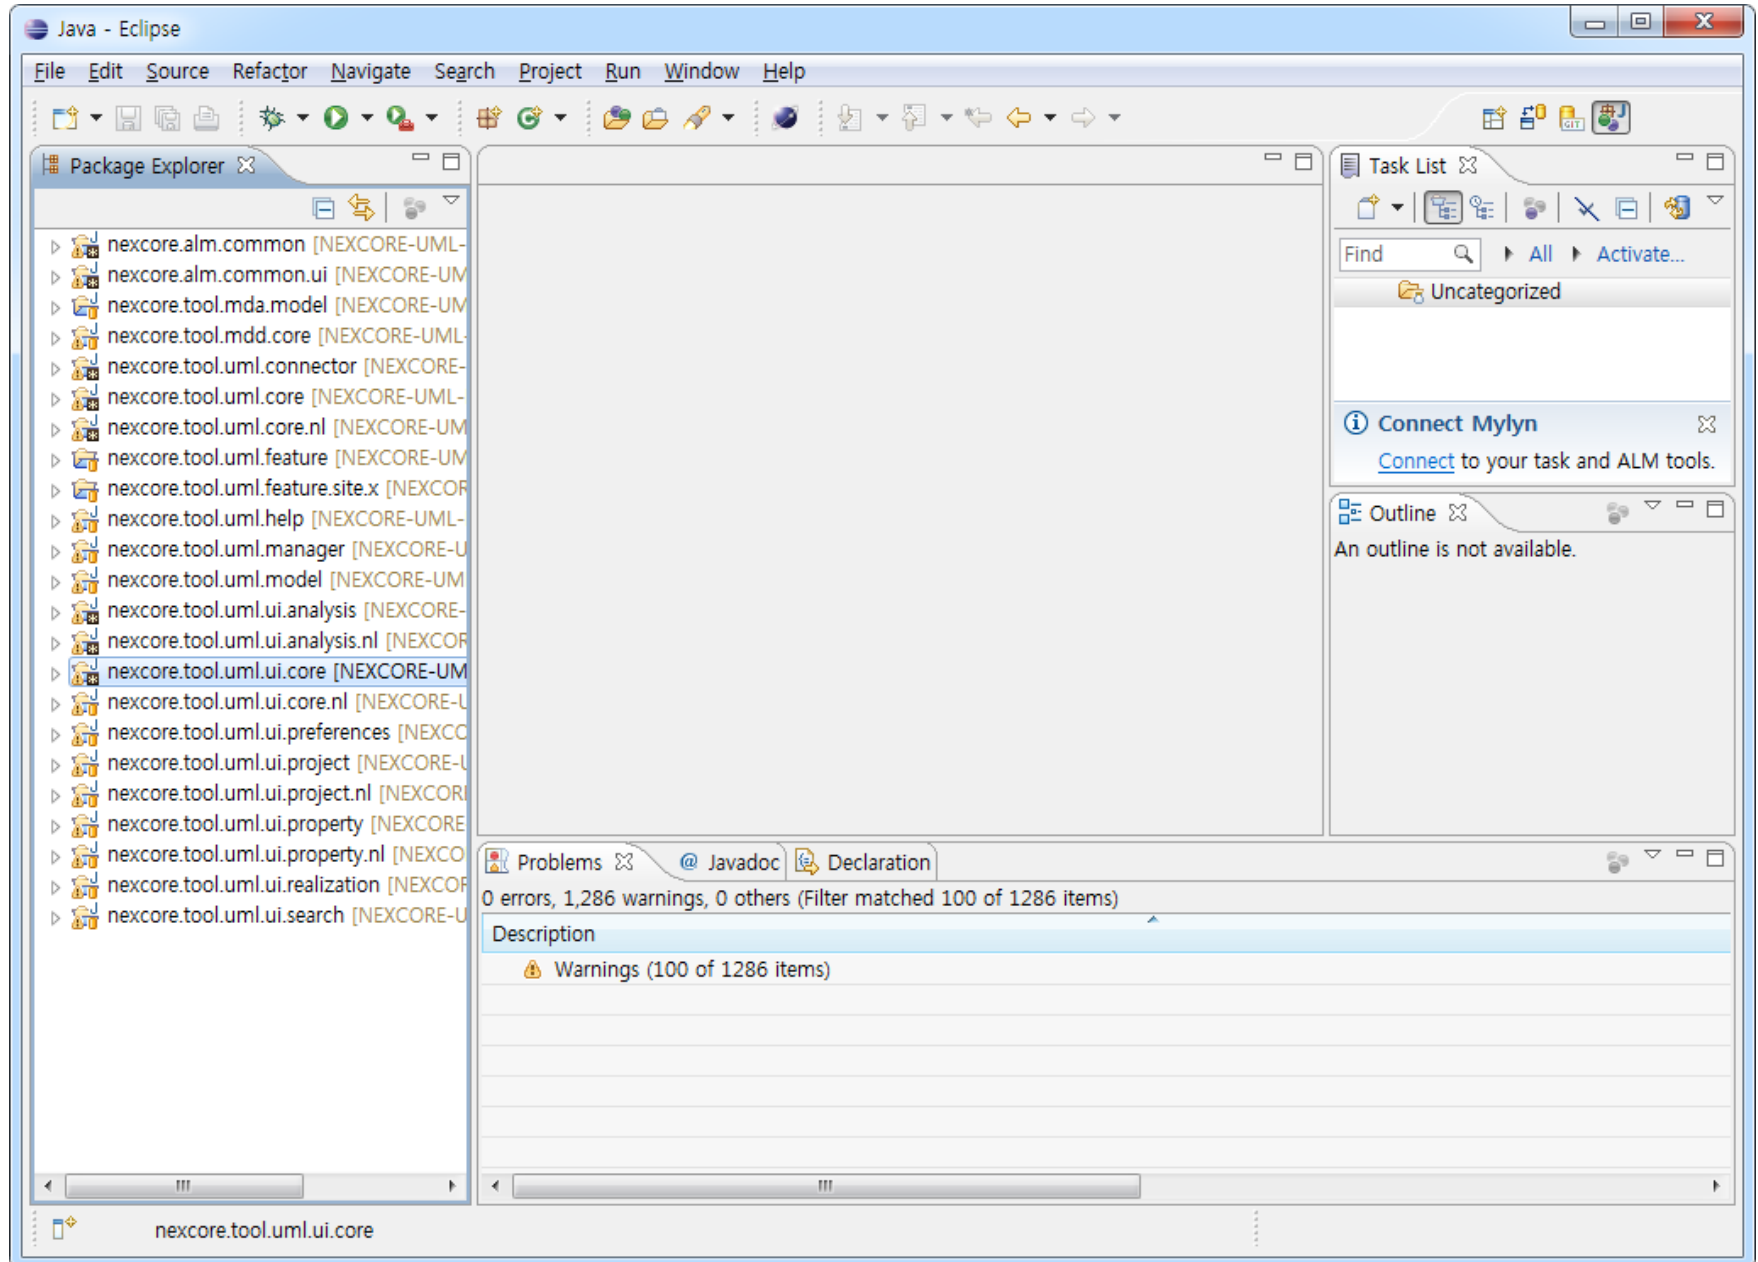 Java - Eclipse
File Edit Source Refactor Navigate Search Project Run Window Help
Package Explorer
nexcore.alm.common [NEXCORE-UML-
nexcore.alm.common.ui [NEXCORE-UM
nexcore.tool.mda.model [NEXCORE-UM
nexcore.tool.mdd.core [NEXCORE-UML-
nexcore.tool.uml.connector [NEXCORE-
nexcore.tool.uml.core [NEXCORE-UML-
nexcore.tool.uml.core.nl [NEXCORE-UM
nexcore.tool.uml.feature [NEXCORE-UM
nexcore.tool.uml.feature.site.x [NEXCOR
nexcore.tool.uml.help [NEXCORE-UML-
nexcore.tool.uml.manager [NEXCORE-U
nexcore.tool.uml.model [NEXCORE-UM
nexcore.tool.uml.ui.analysis [NEXCORE-
nexcore.tool.uml.ui.analysis.nl [NEXCOR
nexcore.tool.uml.ui.core [NEXCORE-UM
nexcore.tool.uml.ui.core.nl [NEXCORE-U
nexcore.tool.uml.ui.preferences [NEXCO
nexcore.tool.uml.ui.project [NEXCORE-U
nexcore.tool.uml.ui.project.nl [NEXCORE
nexcore.tool.uml.ui.property [NEXCORE
nexcore.tool.uml.ui.property.nl [NEXCO
nexcore.tool.uml.ui.realization [NEXCOR
nexcore.tool.uml.ui.search [NEXCORE-U
Task List
Find All Activate...
Uncategorized
Connect Mylyn
Connect to your task and ALM tools.
Outline
An outline is not available.
Problems @ Javadoc Declaration
0 errors, 1,286 warnings, 0 others (Filter matched 100 of 1286 items)
Description
Warnings (100 of 1286 items)
nexcore.tool.uml.ui.core